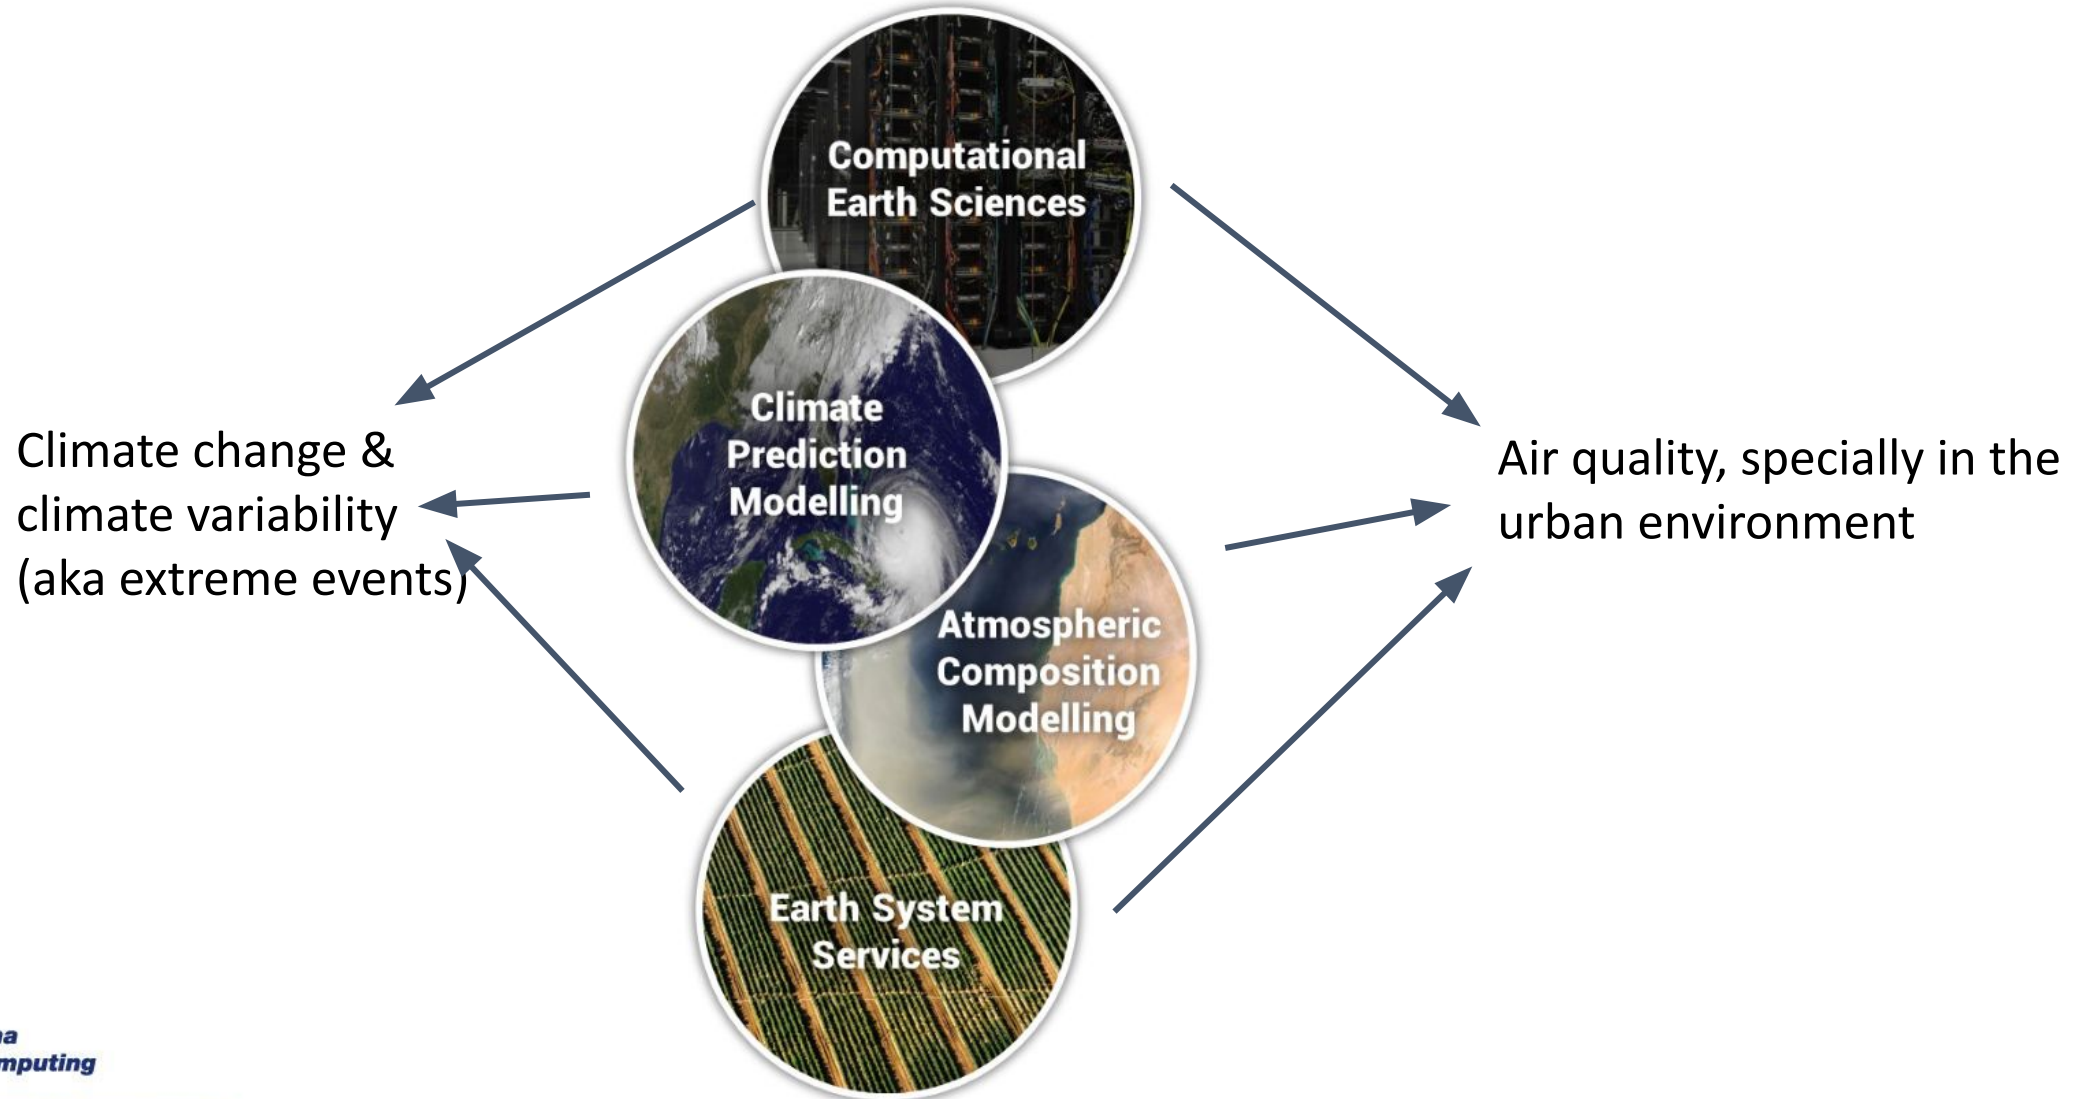 Computational
Earth Sciences
Climate
Prediction
Modelling
Climate change &
climate variability
(aka extreme events)
Air quality, specially in the
urban environment
Atmospheric
Composition
Modelling
Earth System
Services